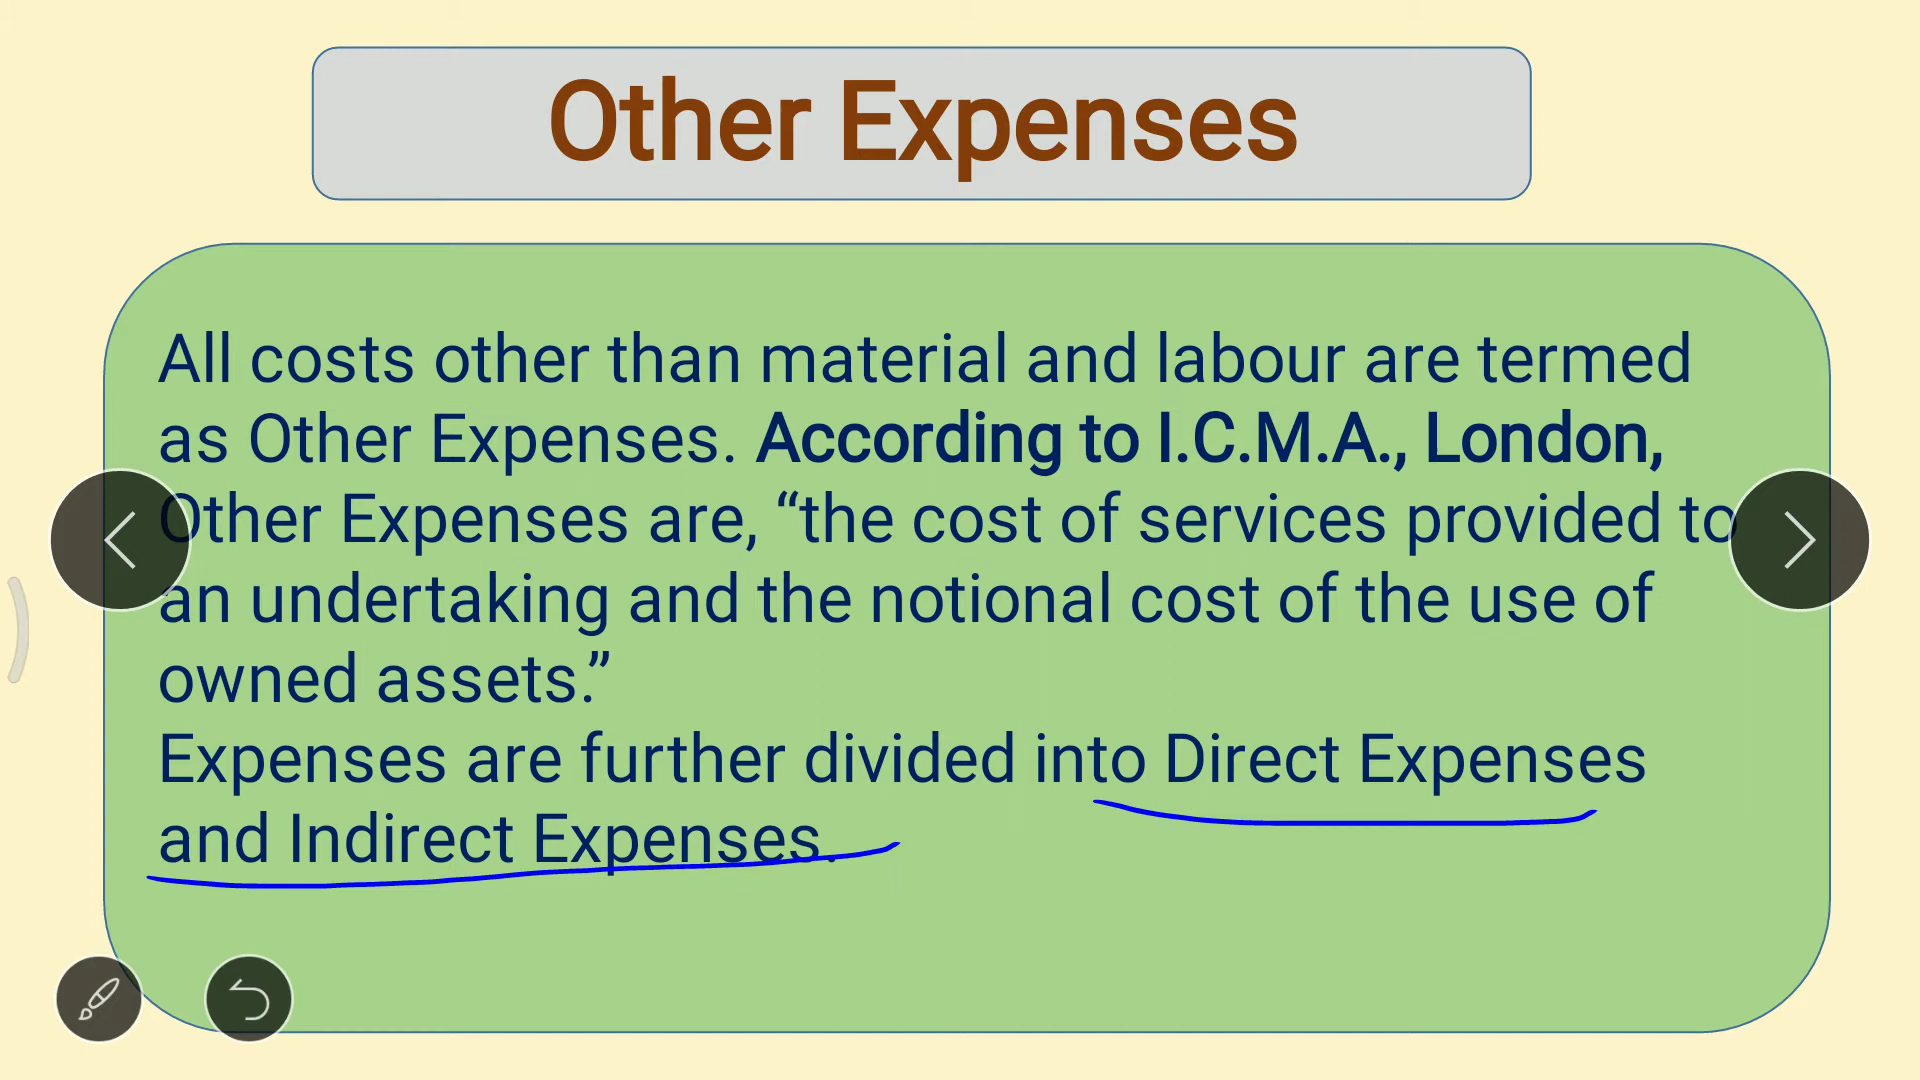 Other Expenses
All costs other than material and labour are termed
as Other Expenses. According to I.C.M.A., London,
Other Expenses are, “the cost of services provided to
an undertaking and the notional cost of the use of
owned assets.”
Expenses are further divided into Direct Expenses
and Indirect Expenses.